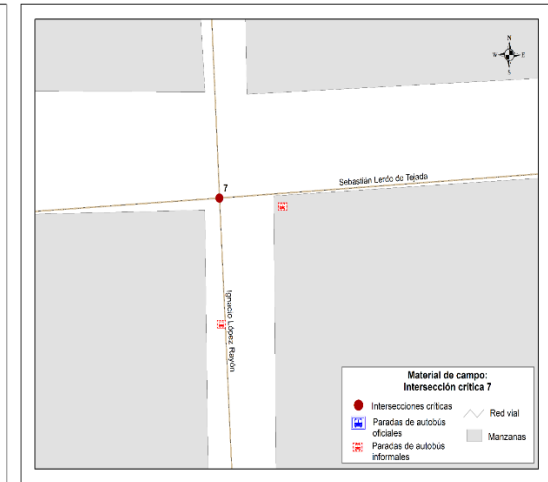 N
W E
S
7
Sebastián Lerdo de Tejada
Ignacio López Rayón
Material de campo:
Intersección crítica 7
Intersecciones críticas
Paradas de autobús
oficiales
Paradas de autobús
informales
Red vial
Manzanas